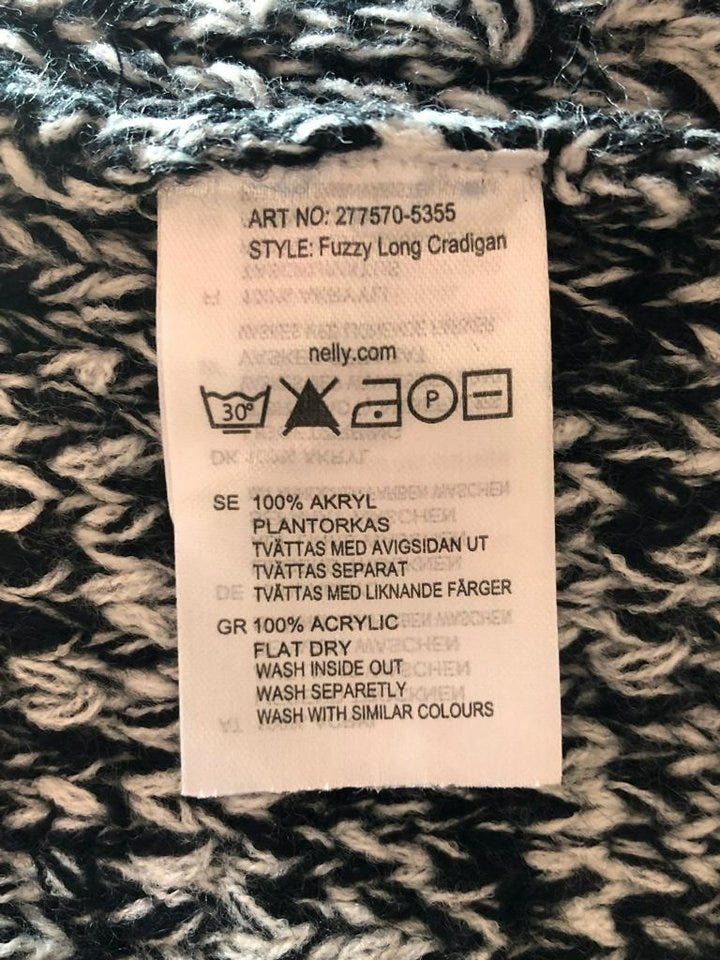 ART NO: 277570-5355
STYLE: Fuzzy Long Cradigan
nelly.com
30° P
SE 100% AKRYL
PLANTORKAS
TVÄTTAS MED AVIGSIDAN UT
TVÄTTAS SEPARAT
TVÄTTAS MED LIKNANDE FÄRGER
GR 100% ACRYLIC
FLAT DRY
WASH INSIDE OUT
WASH SEPARETLY
WASH WITH SIMILAR COLOURS